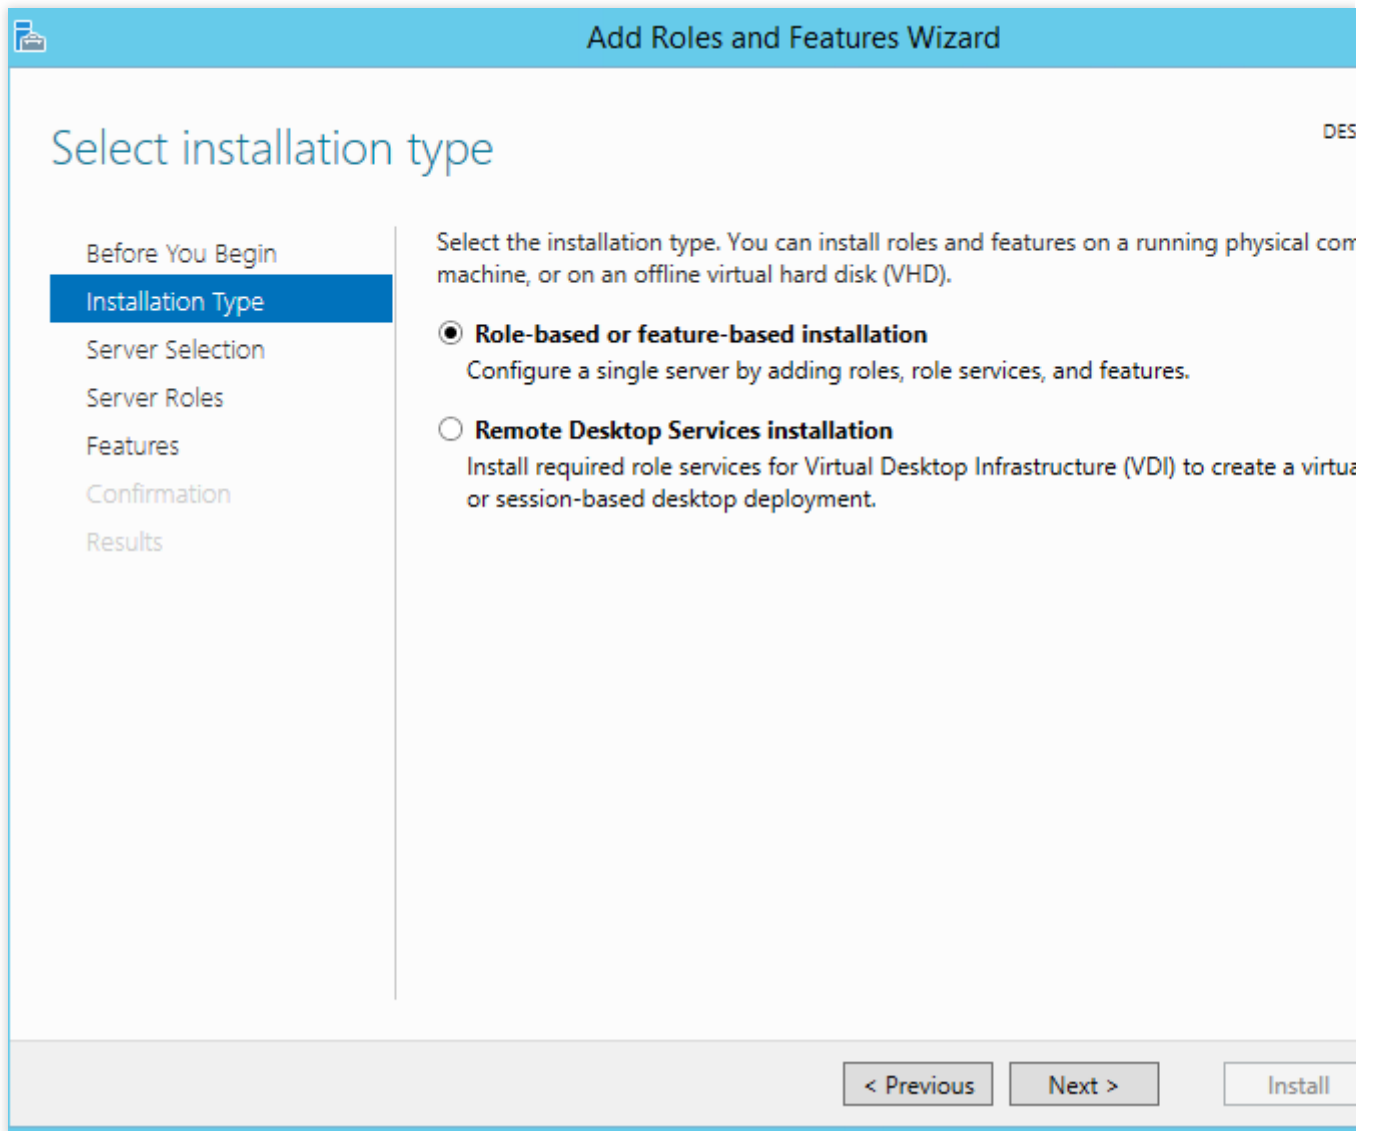 Add Roles and Features Wizard
Select installation type
DES
Before You Begin
Installation Type
Server Selection
Server Roles
Features
Confirmation
Results
Select the installation type. You can install roles and features on a running physical com
machine, or on an offline virtual hard disk (VHD).
Role-based or feature-based installation
Configure a single server by adding roles, role services, and features.
Remote Desktop Services installation
Install required role services for Virtual Desktop Infrastructure (VDI) to create a virtua
or session-based desktop deployment.
< Previous
Next >
Install